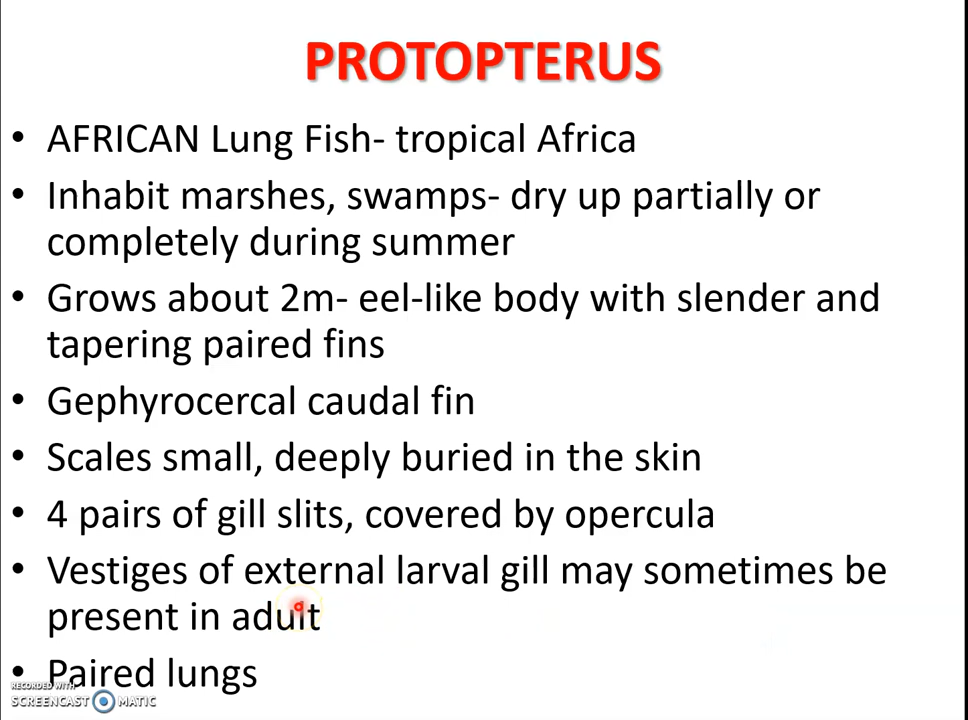 PROTOPTERUS
• AFRICAN Lung Fish- tropical Africa
• Inhabit marshes, swamps- dry up partially or
completely during summer
• Grows about 2m- eel-like body with slender and
tapering paired fins
• Gephyrocercal caudal fin
• Scales small, deeply buried in the skin
• 4 pairs of gill slits, covered by opercula
• Vestiges of external larval gill may sometimes be
present in adult
• Paired lungs
RECORDED WITH
SCREENCAST MATIC